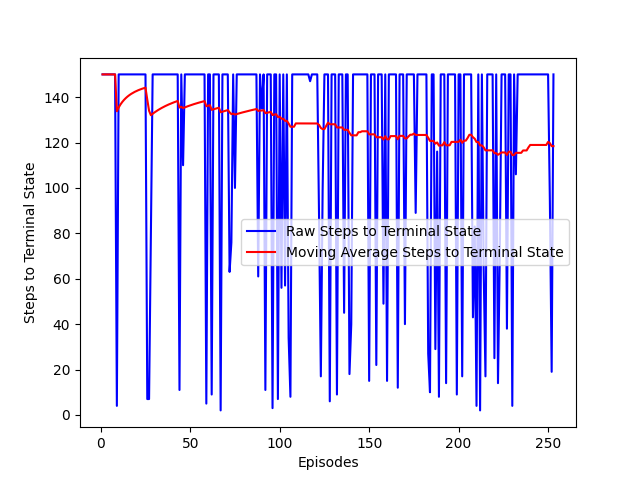 140
120
100
80
60
40
20
0
Steps to Terminal State
Raw Steps to Terminal State
Moving Average Steps to Terminal State
0 50 100 150 200 250
Episodes